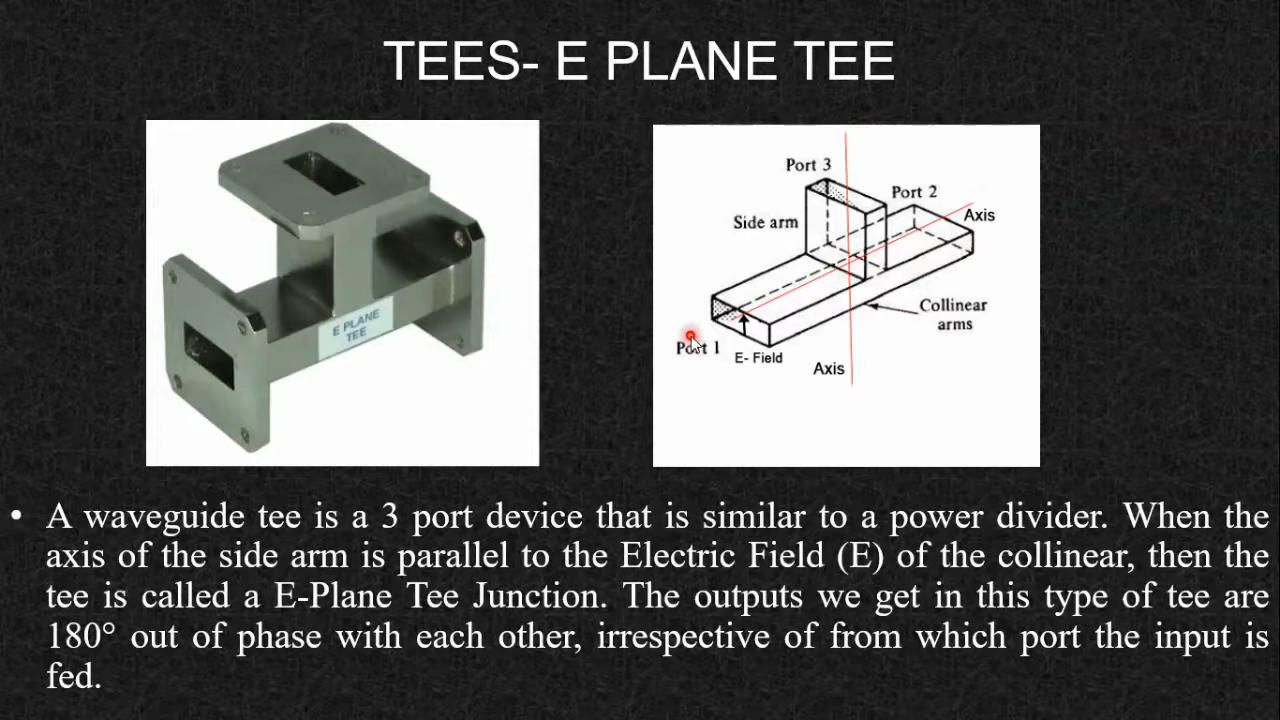 TEES- E PLANE TEE
E PLANE
TEE
Port 3
Port 2
Axis
Side arm
Collinear
arms
Port 1
E- Field
Axis
• A waveguide tee is a 3 port device that is similar to a power divider. When the
axis of the side arm is parallel to the Electric Field (E) of the collinear, then the
tee is called a E-Plane Tee Junction. The outputs we get in this type of tee are
180° out of phase with each other, irrespective of from which port the input is
fed.